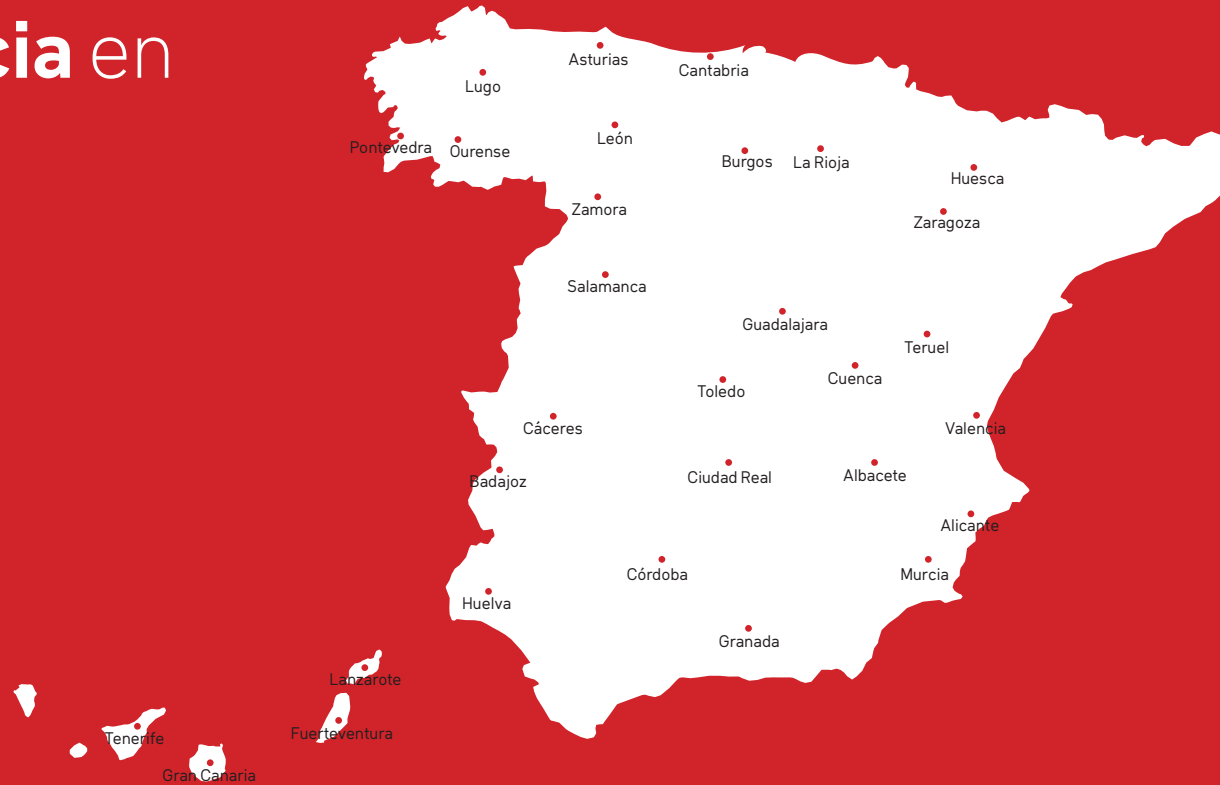 cia en
Asturias
Cantabria
Lugo
León
Pontevedra
Ourense
Burgos
La Rioja
Huesca
Zamora
Zaragoza
Salamanca
Guadalajara
Teruel
Cuenca
Toledo
Cáceres
Valencia
Badajoz
Ciudad Real
Albacete
Alicante
Córdoba
Murcia
Huelva
Granada
Lanzarote
Fuerteventura
Tenerife
Gran Canaria